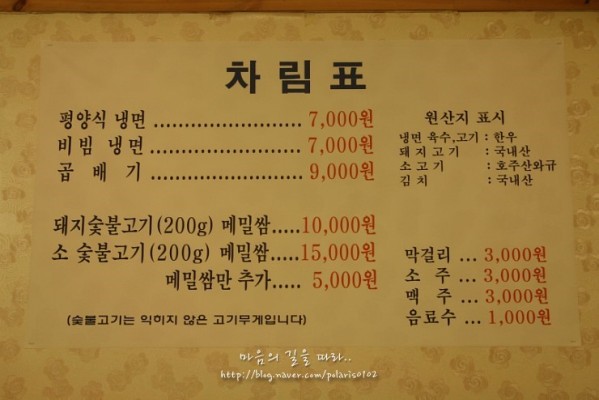 차림표
평양식 냉면 ........................ 7,000원
비빔 냉면 ........................ 7,000원
곱 배 기 ........................ 9,000원
돼지숯불고기(200g) 메밀쌈.....10,000원
소 숯불고기(200g) 메밀쌈.....15,000원
메밀쌈만 추가..... 5,000원
(숯불고기는 익히지 않은 고기무게입니다)
원산지 표시
냉면 육수,고기 : 한우
돼지고기 : 국내산
소고기 : 호주산와규
김치 : 국내산
막걸리 ... 3,000원
소 주 ... 3,000원
맥 주 ... 3,000원
음료수 ... 1,000원
마음의 길을 따라..
http://blog.naver.com/polaris0102